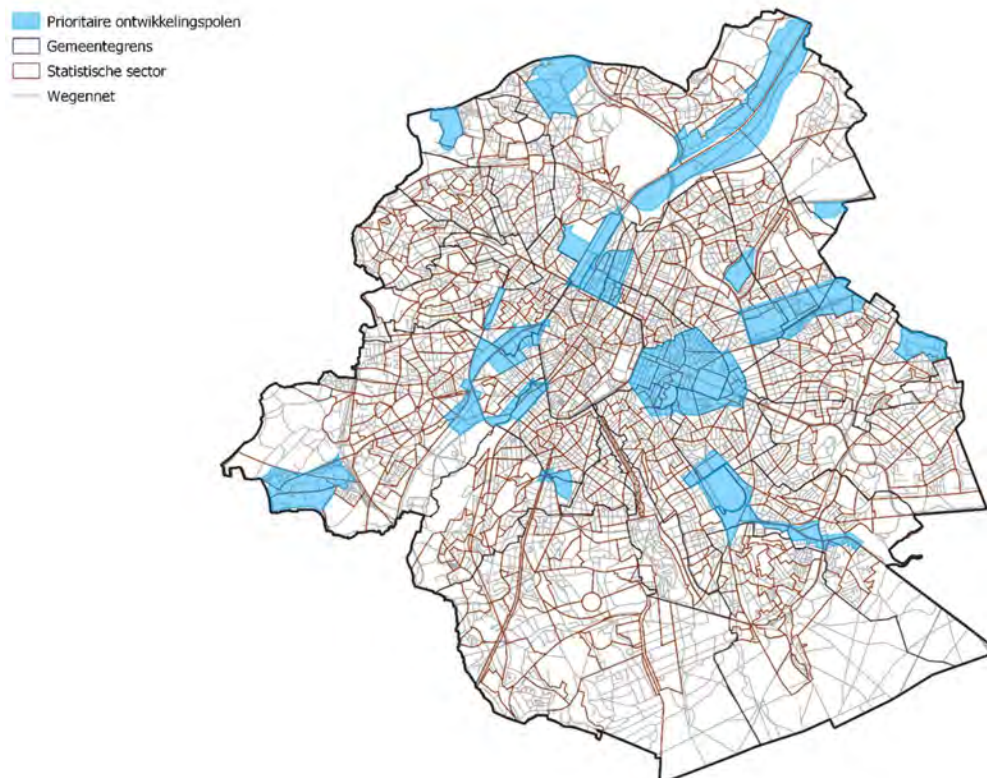 Prioritaire ontwikkelingspolen
Gemeentegrens
Statistische sector
Wegennet